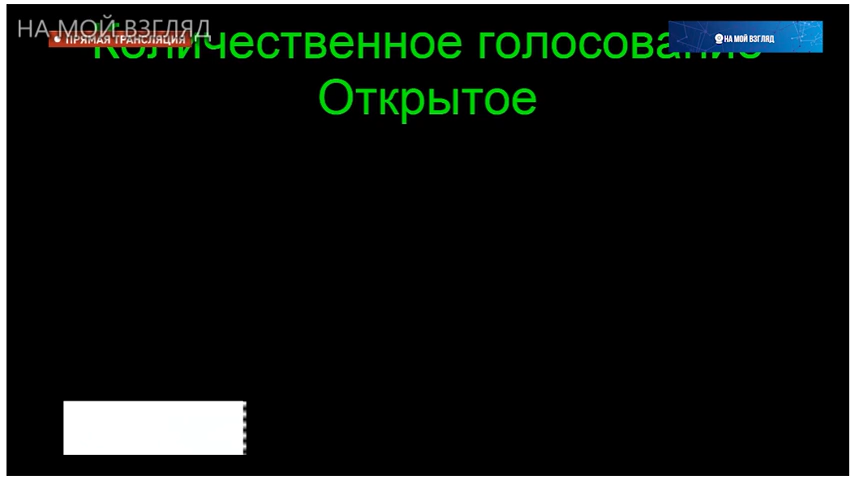 НА МОЙ ВЗГЛЯД
ПРЯМАЯ ТРАНСЛЯЦИЯ
Количественное голосование
НА МОЙ ВЗГЛЯД
Открытое